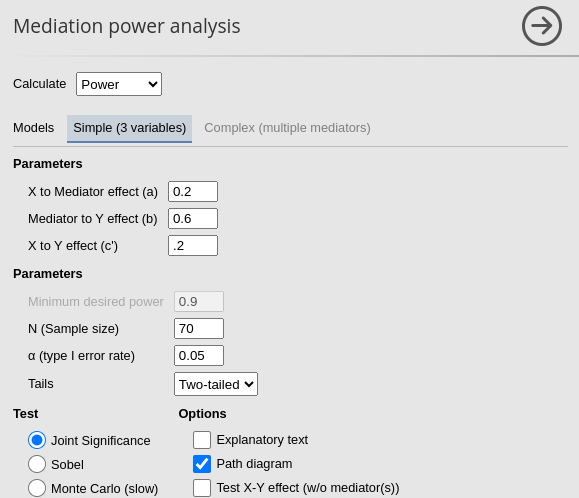 Mediation power analysis
Calculate Power
Models Simple (3 variables) Complex (multiple mediators)
Parameters
X to Mediator effect (a) 0.2
Mediator to Y effect (b) 0.6
X to Y effect (c') .2
Parameters
Minimum desired power 0.9
N (Sample size) 70
α (type I error rate) 0.05
Tails Two-tailed
Test Options
Joint Significance Explanatory text
Sobel Path diagram
Monte Carlo (slow) Test X-Y effect (w/o mediator(s))